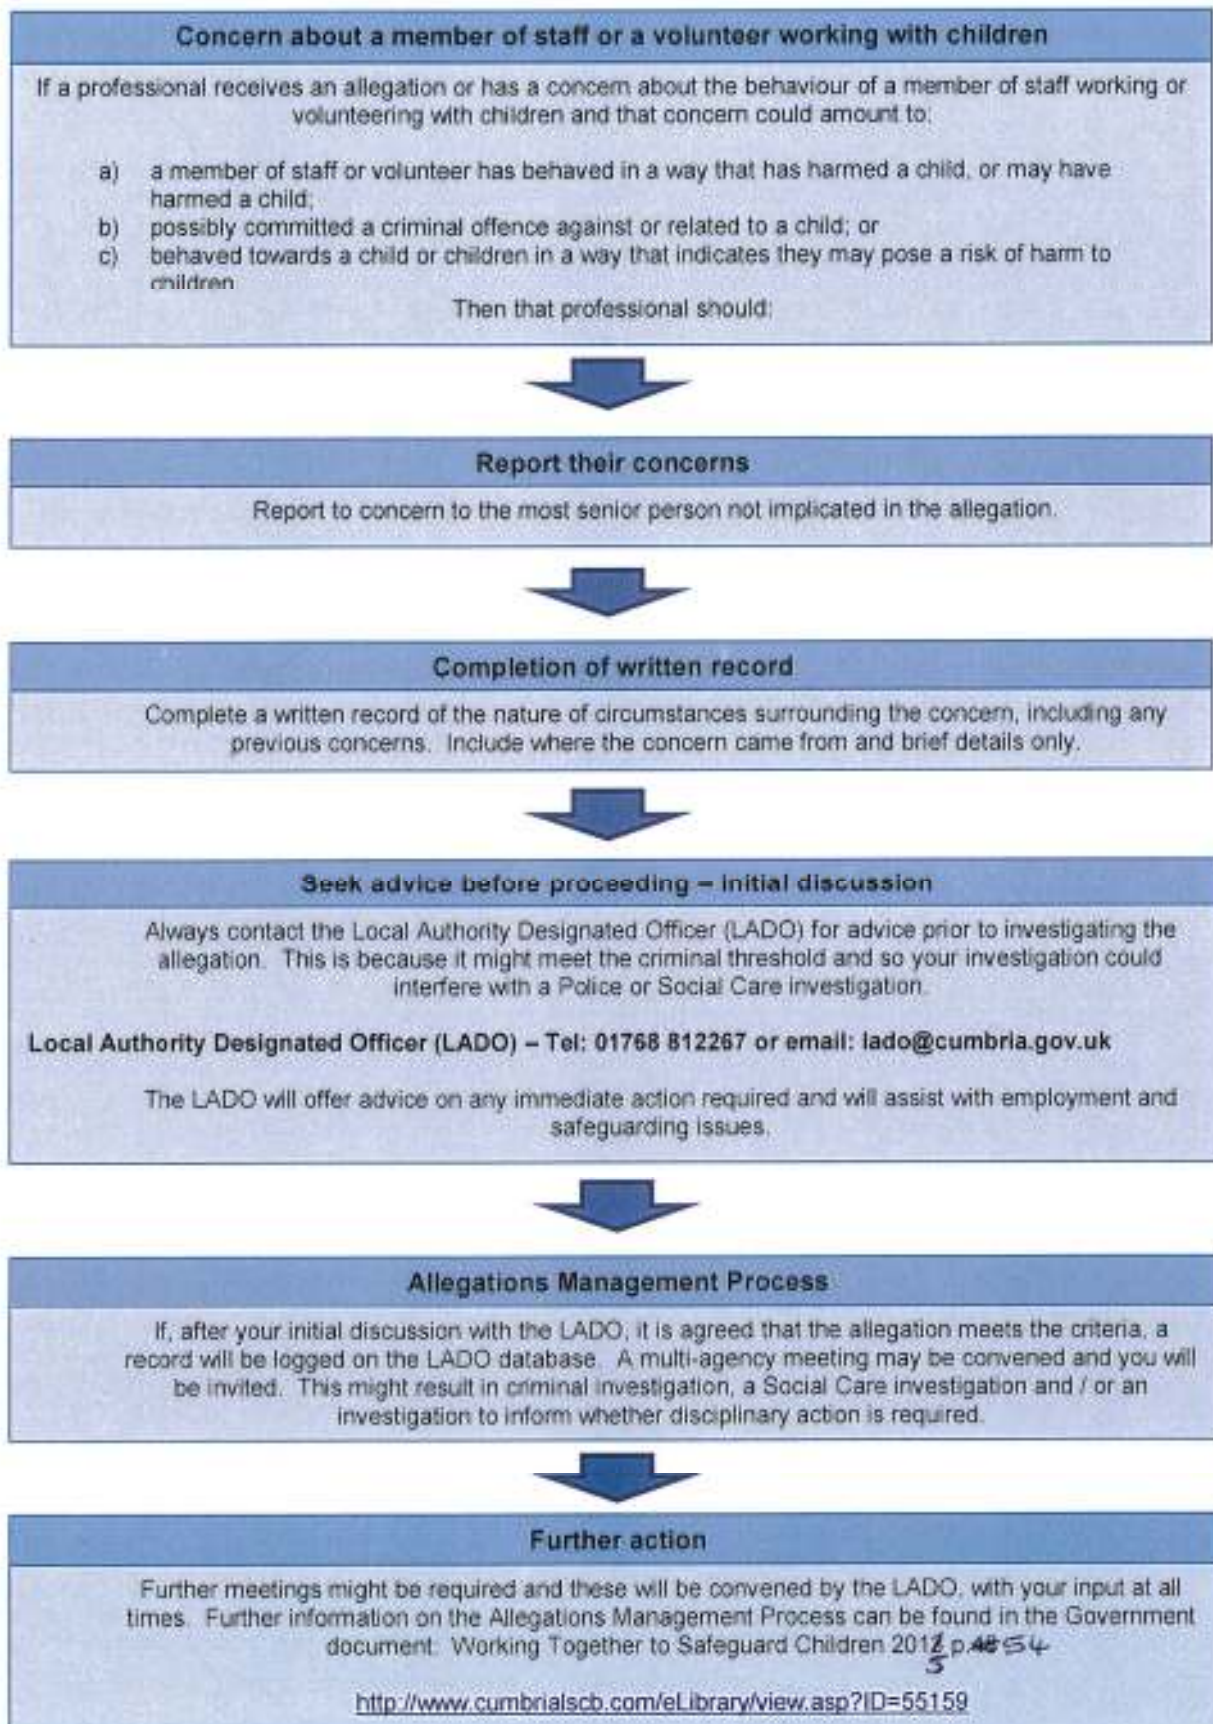 Concern about a member of staff or a volunteer working with children
If a professional receives an allegation or has a concern about the behaviour of a member of staff working or
volunteering with children and that concern could amount to:
a) a member of staff or volunteer has behaved in a way that has harmed a child, or may have
harmed a child;
b) possibly committed a criminal offence against or related to a child; or
c) behaved towards a child or children in a way that indicates they may pose a risk of harm to
children
Then that professional should:
Report their concerns
Report to concern to the most senior person not implicated in the allegation.
Completion of written record
Complete a written record of the nature of circumstances surrounding the concern, including any
previous concerns. Include where the concern came from and brief details only.
Seek advice before proceeding – initial discussion
Always contact the Local Authority Designated Officer (LADO) for advice prior to investigating the
allegation. This is because it might meet the criminal threshold and so your investigation could
interfere with a Police or Social Care investigation.
Local Authority Designated Officer (LADO) – Tel: 01768 812267 or email: lado@cumbria.gov.uk
The LADO will offer advice on any immediate action required and will assist with employment and
safeguarding issues.
Allegations Management Process
If, after your initial discussion with the LADO, it is agreed that the allegation meets the criteria, a
record will be logged on the LADO database. A multi-agency meeting may be convened and you will
be invited. This might result in criminal investigation, a Social Care investigation and / or an
investigation to inform whether disciplinary action is required.
Further action
Further meetings might be required and these will be convened by the LADO, with your input at all
times. Further information on the Allegations Management Process can be found in the Government
document: Working Together to Safeguard Children 2015 p.54
http://www.cumbrialscb.com/eLibrary/view.asp?ID=55159